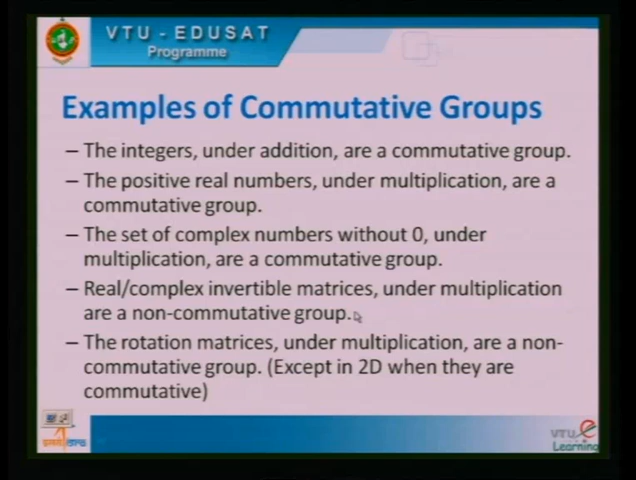 VTU - EDUSAT
Programme
Examples of Commutative Groups
– The integers, under addition, are a commutative group.
– The positive real numbers, under multiplication, are a
commutative group.
– The set of complex numbers without 0, under
multiplication, are a commutative group.
– Real/complex invertible matrices, under multiplication
are a non-commutative group.
– The rotation matrices, under multiplication, are a non-
commutative group. (Except in 2D when they are
commutative)
VTU e
Learning